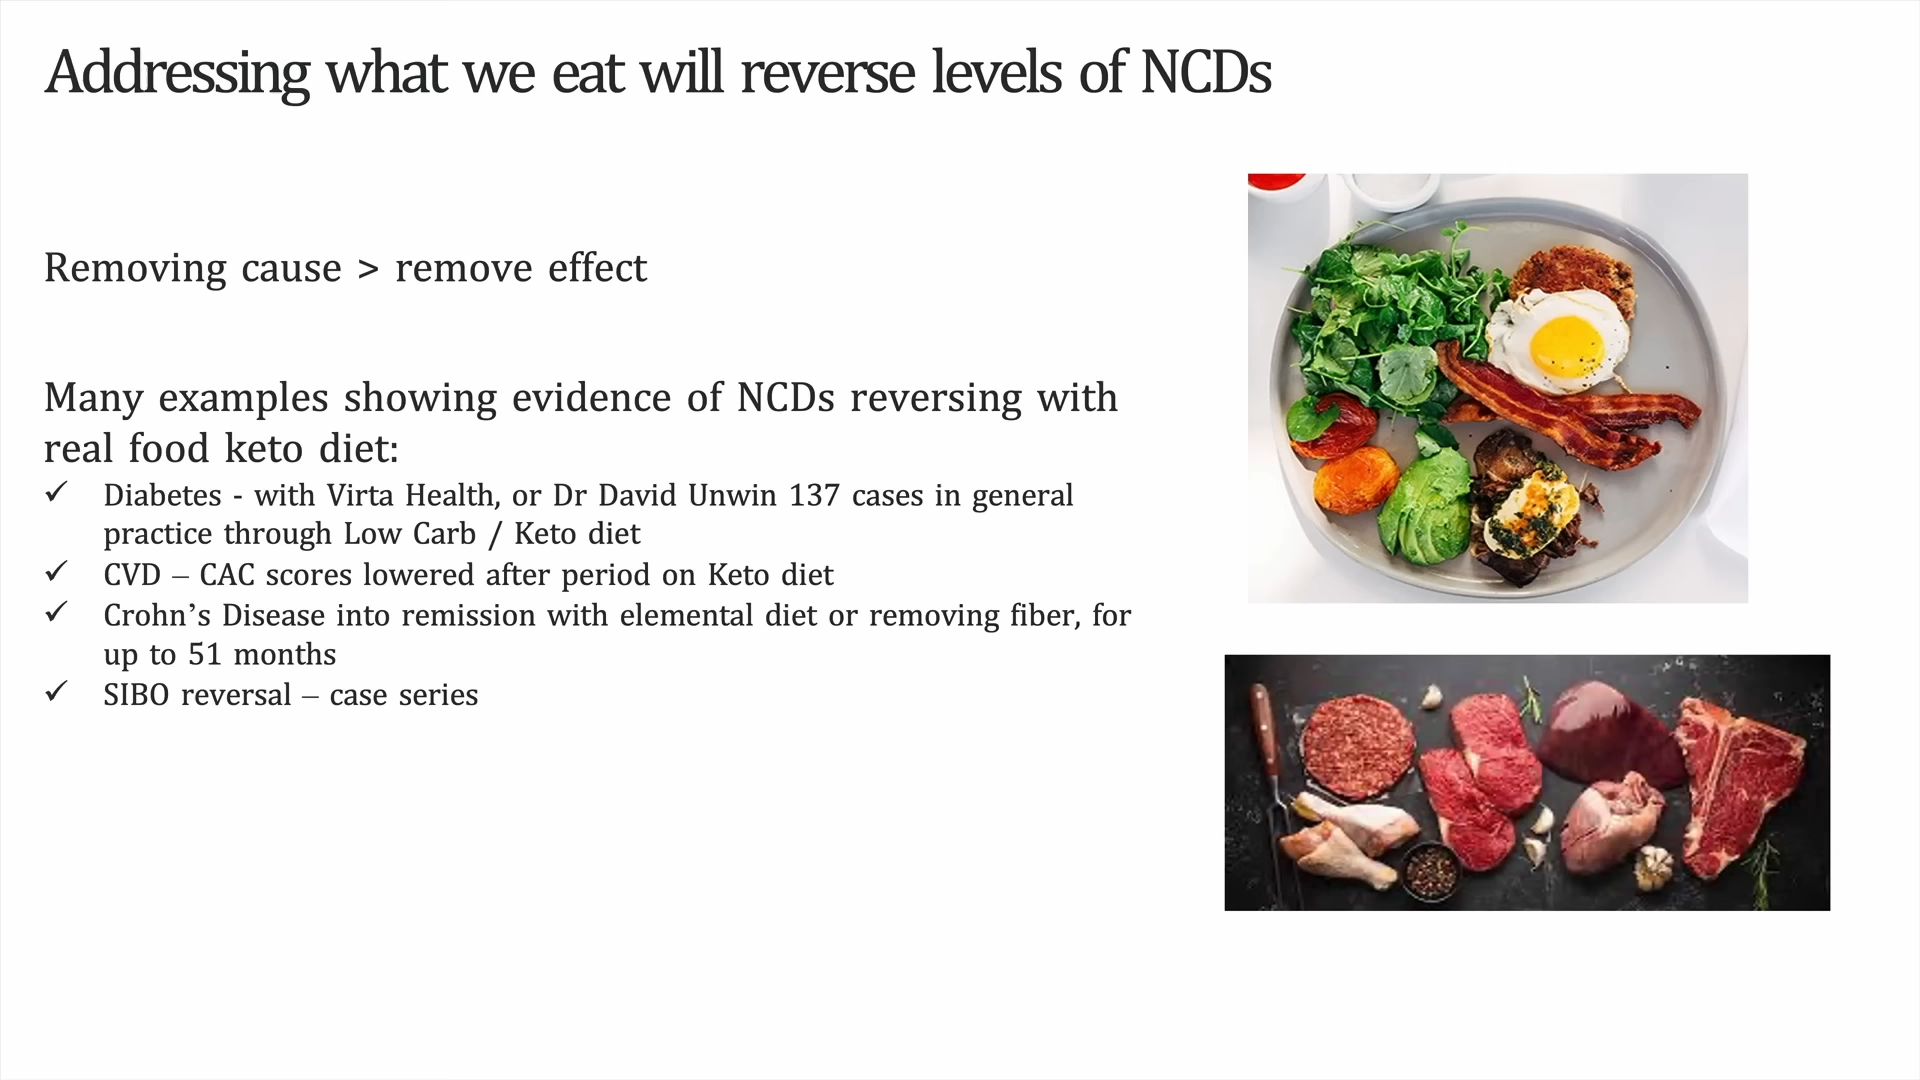 Addressing what we eat will reverse levels of NCDs
Removing cause > remove effect
Many examples showing evidence of NCDs reversing with
real food keto diet:
✓ Diabetes - with Virta Health, or Dr David Unwin 137 cases in general
practice through Low Carb / Keto diet
✓ CVD – CAC scores lowered after period on Keto diet
✓ Crohn’s Disease into remission with elemental diet or removing fiber, for
up to 51 months
✓ SIBO reversal – case series